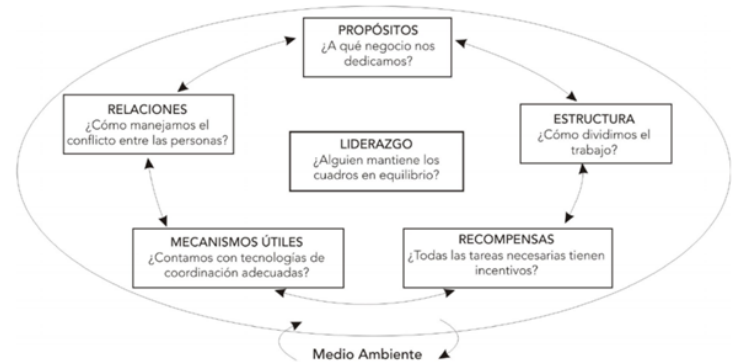 PROPÓSITOS
¿A qué negocio nos
dedicamos?
RELACIONES
¿Cómo manejamos el
conflicto entre las personas?
ESTRUCTURA
¿Cómo dividimos el
trabajo?
LIDERAZGO
¿Alguien mantiene los
cuadros en equilibrio?
MECANISMOS ÚTILES
¿Contamos con tecnologías de
coordinación adecuadas?
RECOMPENSAS
¿Todas las tareas necesarias tienen
incentivos?
Medio Ambiente